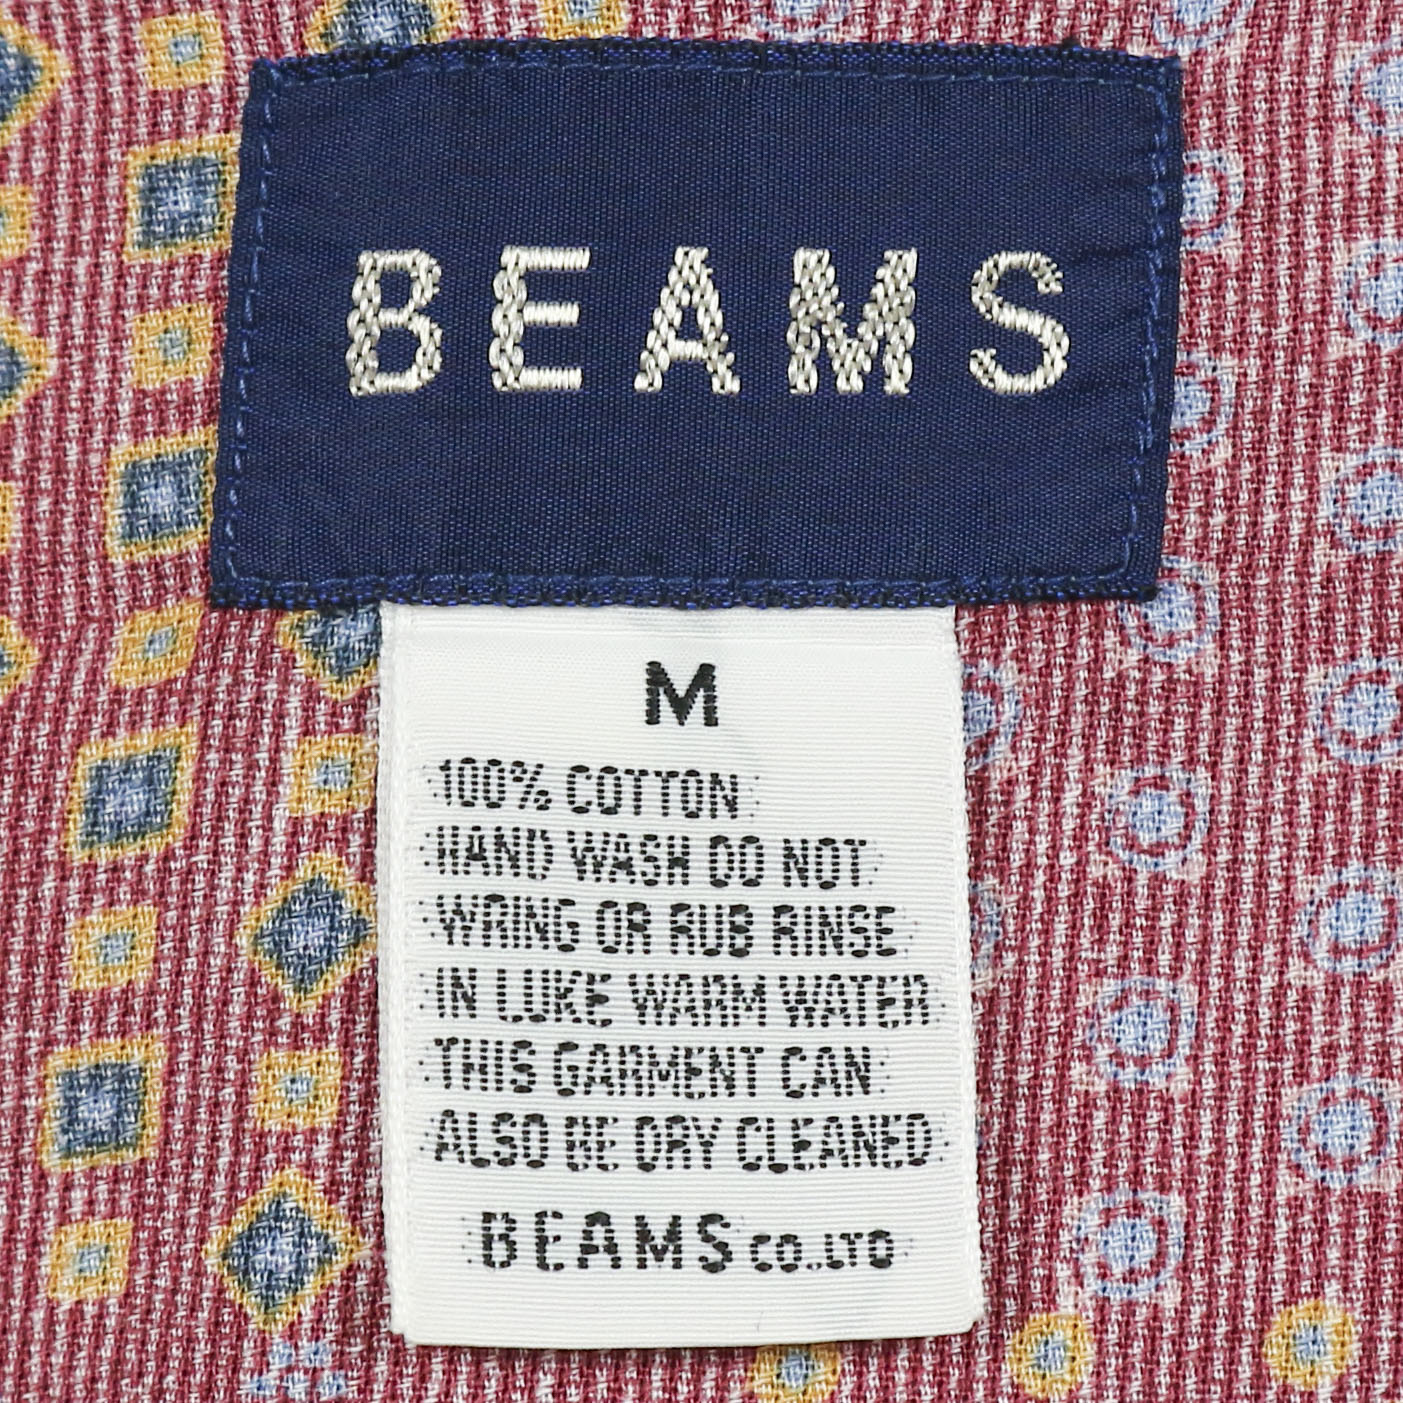 BEAMS
M
100% COTTON
HAND WASH DO NOT
WRING OR RUB RINSE
IN LUKE WARM WATER
THIS GARMENT CAN
ALSO BE DRY CLEANED
BEAMS CO.,LTD